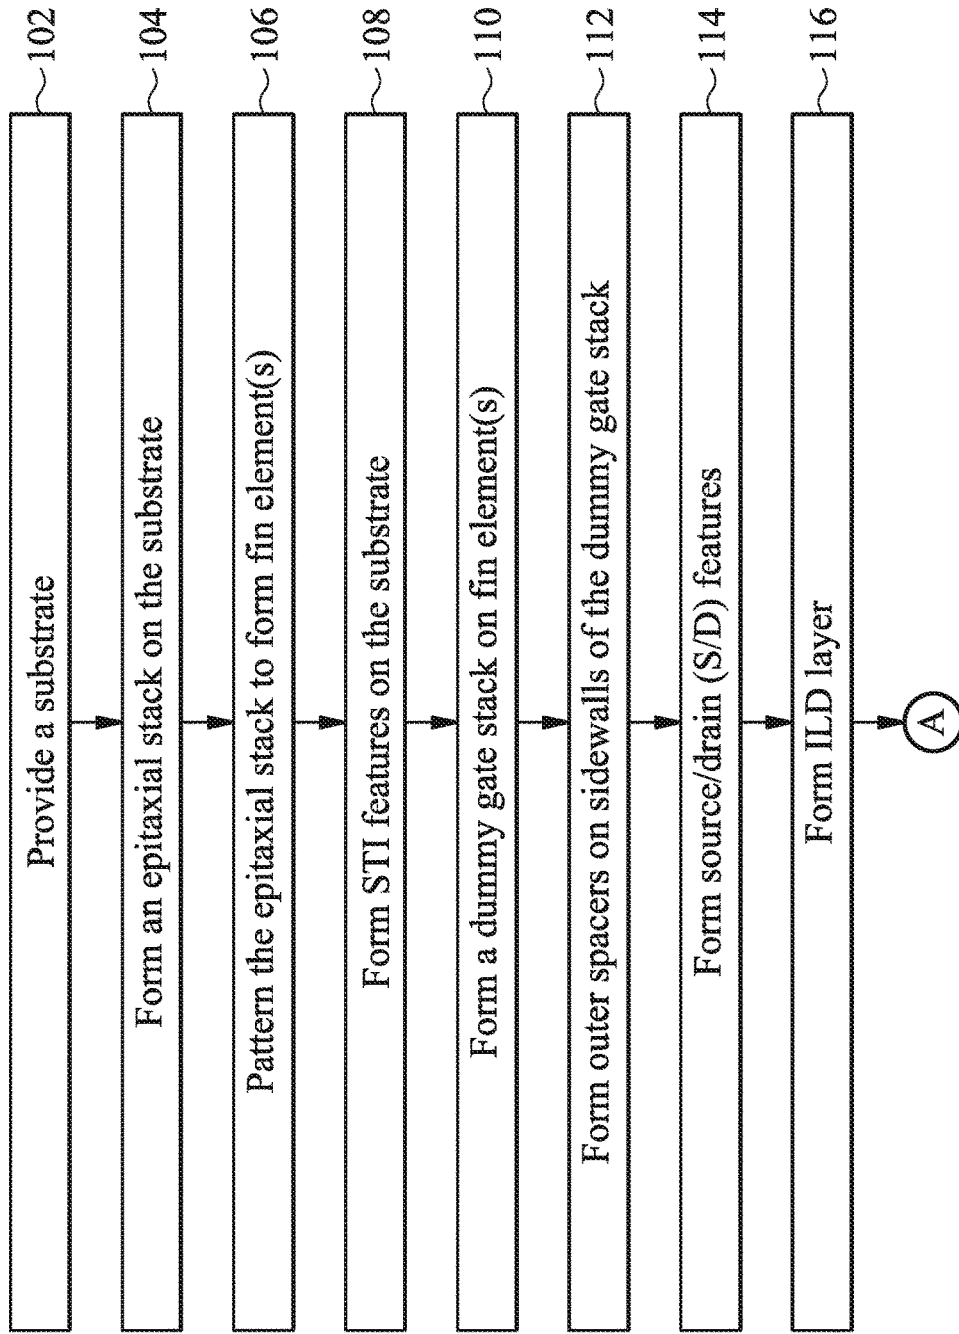 Provide a substrate ~102
Form an epitaxial stack on the substrate ~104
Pattern the epitaxial stack to form fin element(s) ~106
Form STI features on the substrate ~108
Form a dummy gate stack on fin element(s) ~110
Form outer spacers on sidewalls of the dummy gate stack ~112
Form source/drain (S/D) features ~114
Form ILD layer ~116
A